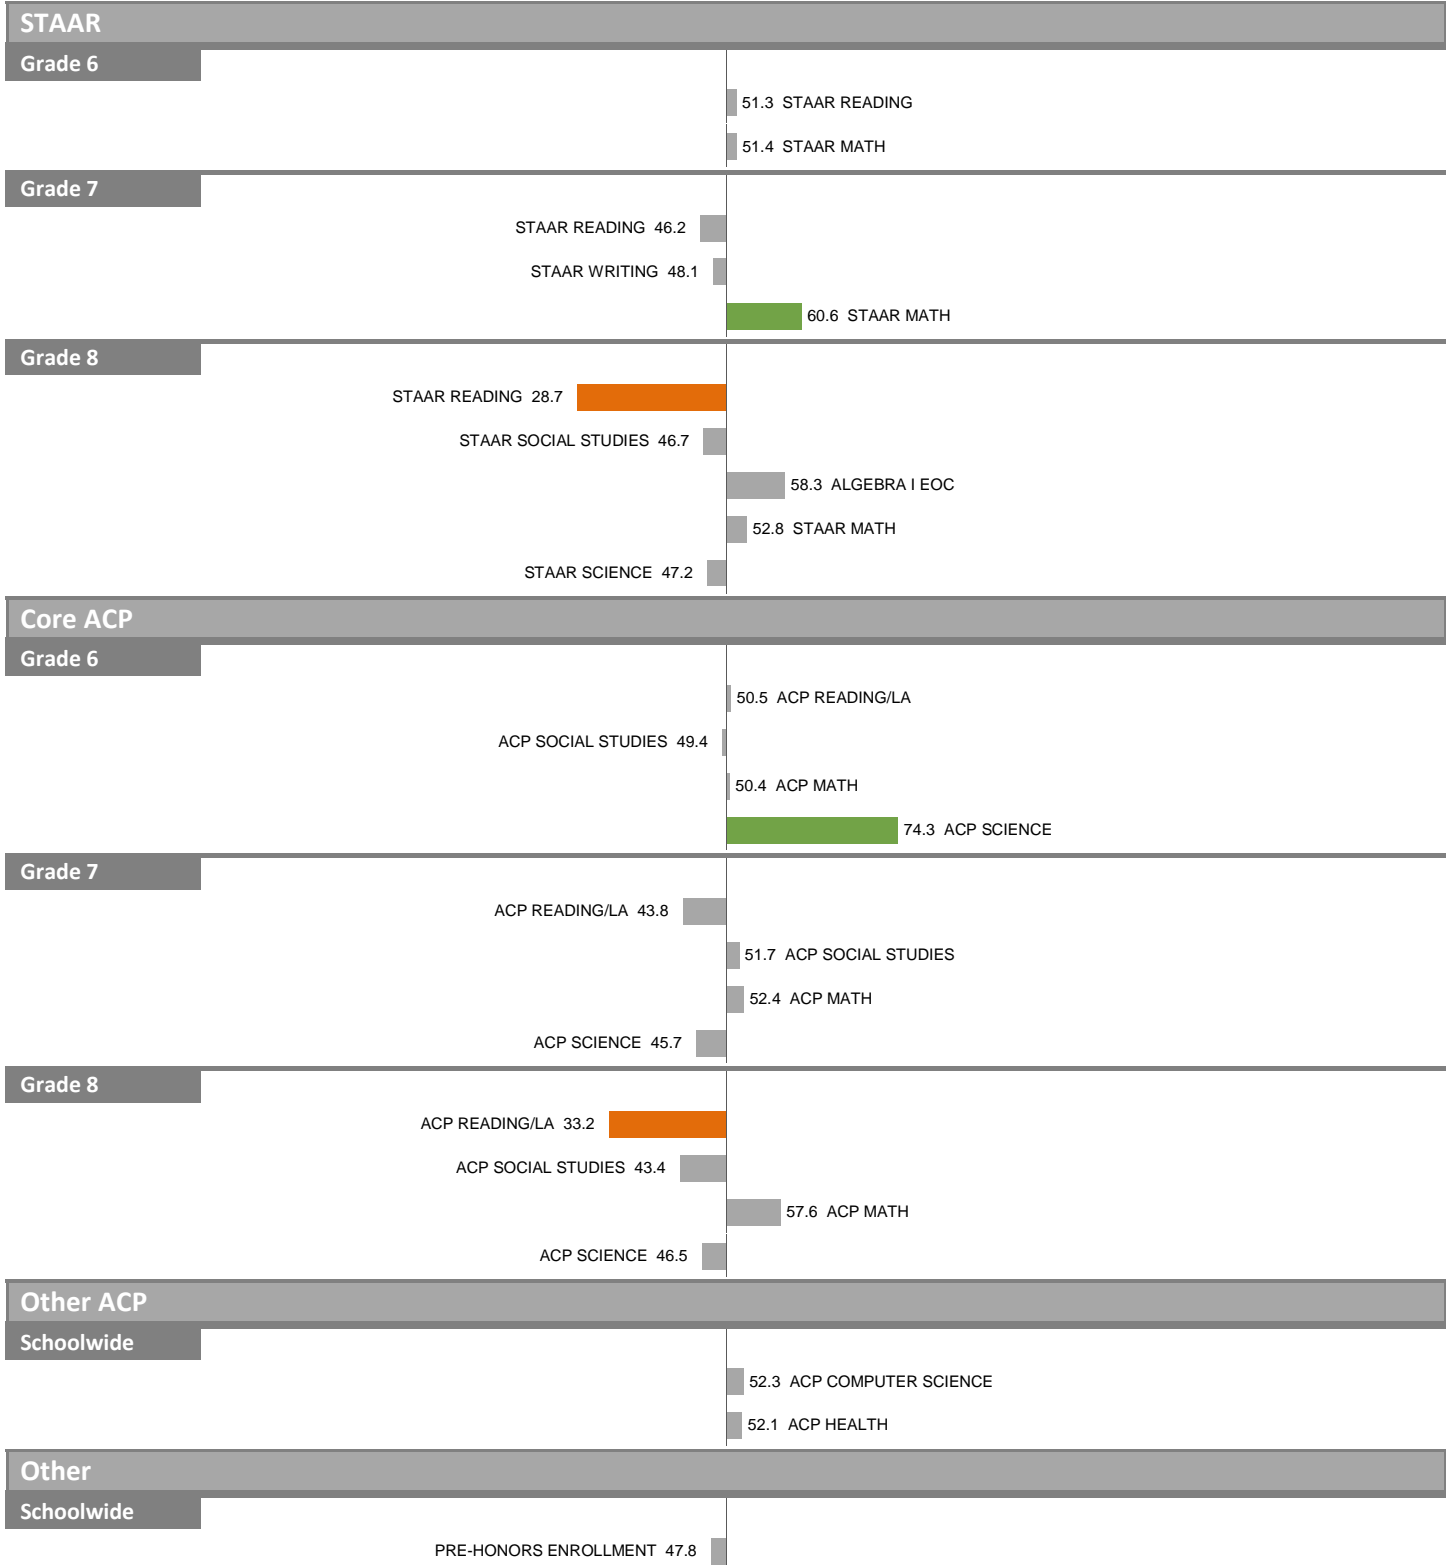 STAAR
Grade 6
51.3 STAAR READING
51.4 STAAR MATH
Grade 7
STAAR READING 46.2
STAAR WRITING 48.1
60.6 STAAR MATH
Grade 8
STAAR READING 28.7
STAAR SOCIAL STUDIES 46.7
58.3 ALGEBRA I EOC
52.8 STAAR MATH
STAAR SCIENCE 47.2
Core ACP
Grade 6
50.5 ACP READING/LA
ACP SOCIAL STUDIES 49.4
50.4 ACP MATH
74.3 ACP SCIENCE
Grade 7
ACP READING/LA 43.8
51.7 ACP SOCIAL STUDIES
52.4 ACP MATH
ACP SCIENCE 45.7
Grade 8
ACP READING/LA 33.2
ACP SOCIAL STUDIES 43.4
57.6 ACP MATH
ACP SCIENCE 46.5
Other ACP
Schoolwide
52.3 ACP COMPUTER SCIENCE
52.1 ACP HEALTH
Other
Schoolwide
PRE-HONORS ENROLLMENT 47.8